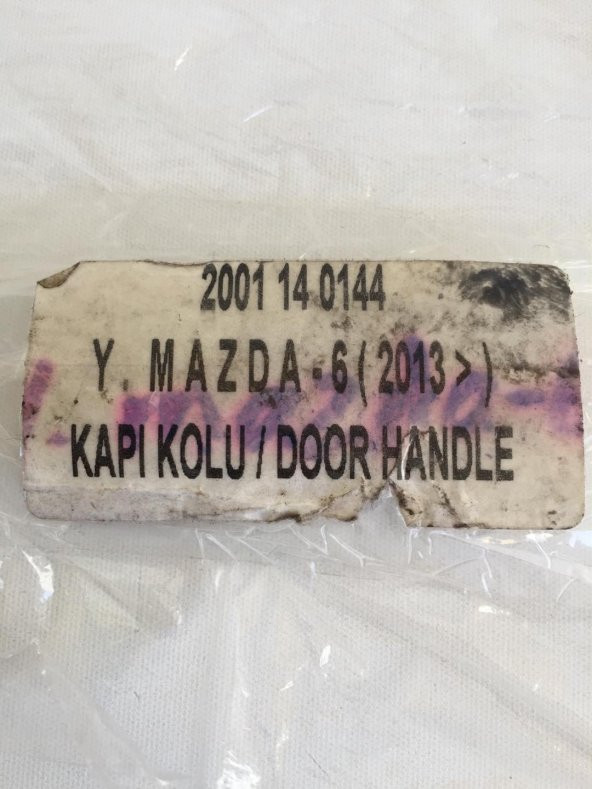 2001 14 0144
Y. MAZDA-6 ( 2013 > )
KAPI KOLU / DOOR HANDLE